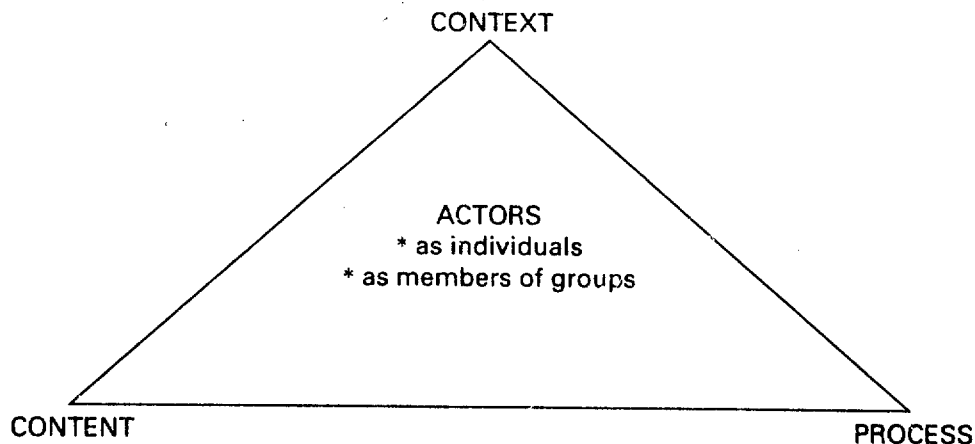 CONTEXT
ACTORS
* as individuals
* as members of groups
CONTENT
PROCESS